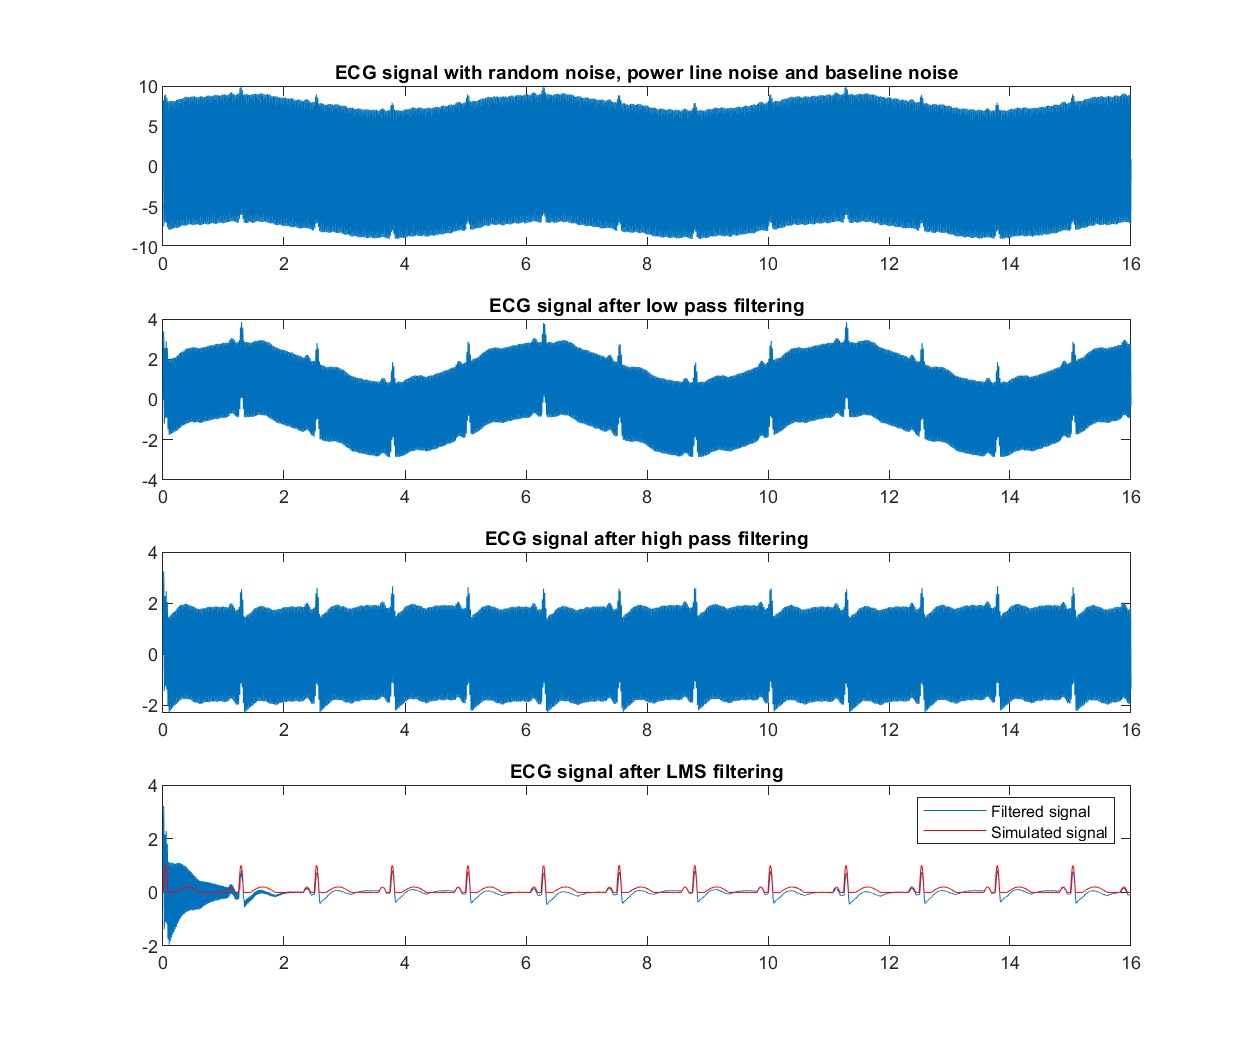 ECG signal with random noise, power line noise and baseline noise
10
5
0
-5
-10
0 2 4 6 8 10 12 14 16
ECG signal after low pass filtering
4
2
0
-2
-4
0 2 4 6 8 10 12 14 16
ECG signal after high pass filtering
4
2
0
-2
0 2 4 6 8 10 12 14 16
ECG signal after LMS filtering
4
Filtered signal
Simulated signal
2
0
-2
0 2 4 6 8 10 12 14 16